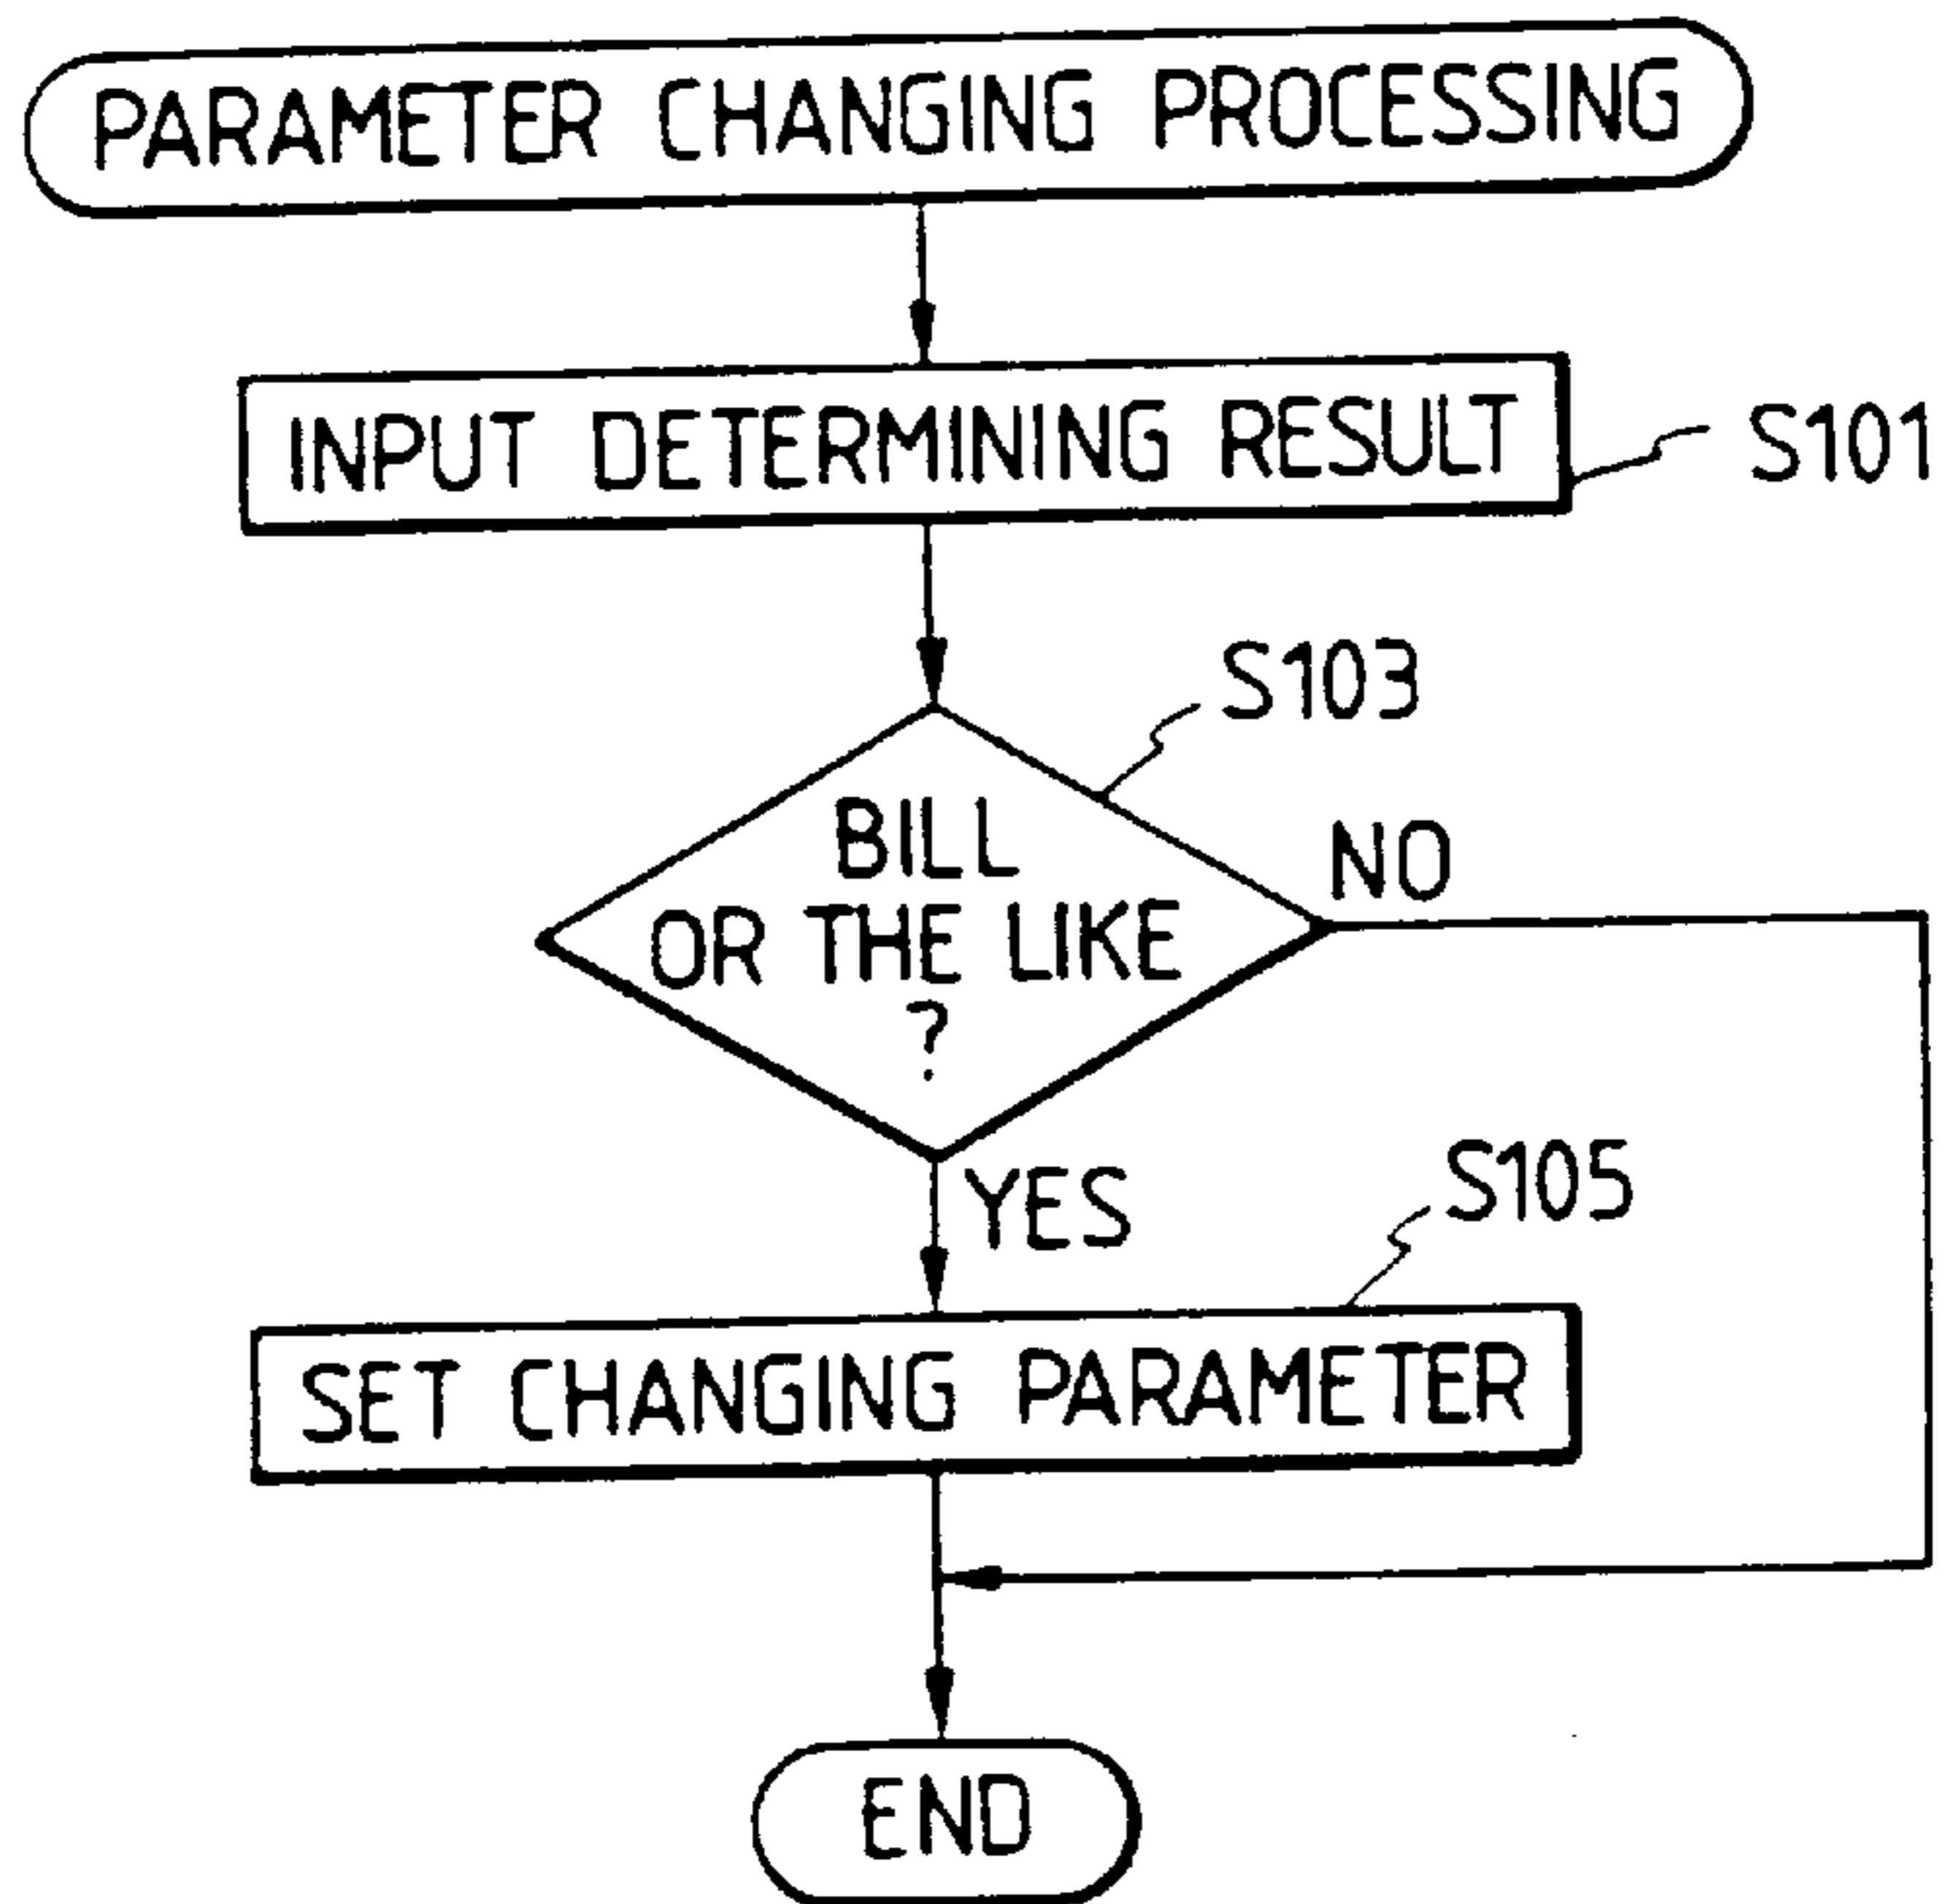 PARAMETER CHANGING PROCESSING
INPUT DETERMINING RESULT
S101
S103
BILL
OR THE LIKE
?
NO
YES
S105
SET CHANGING PARAMETER
END